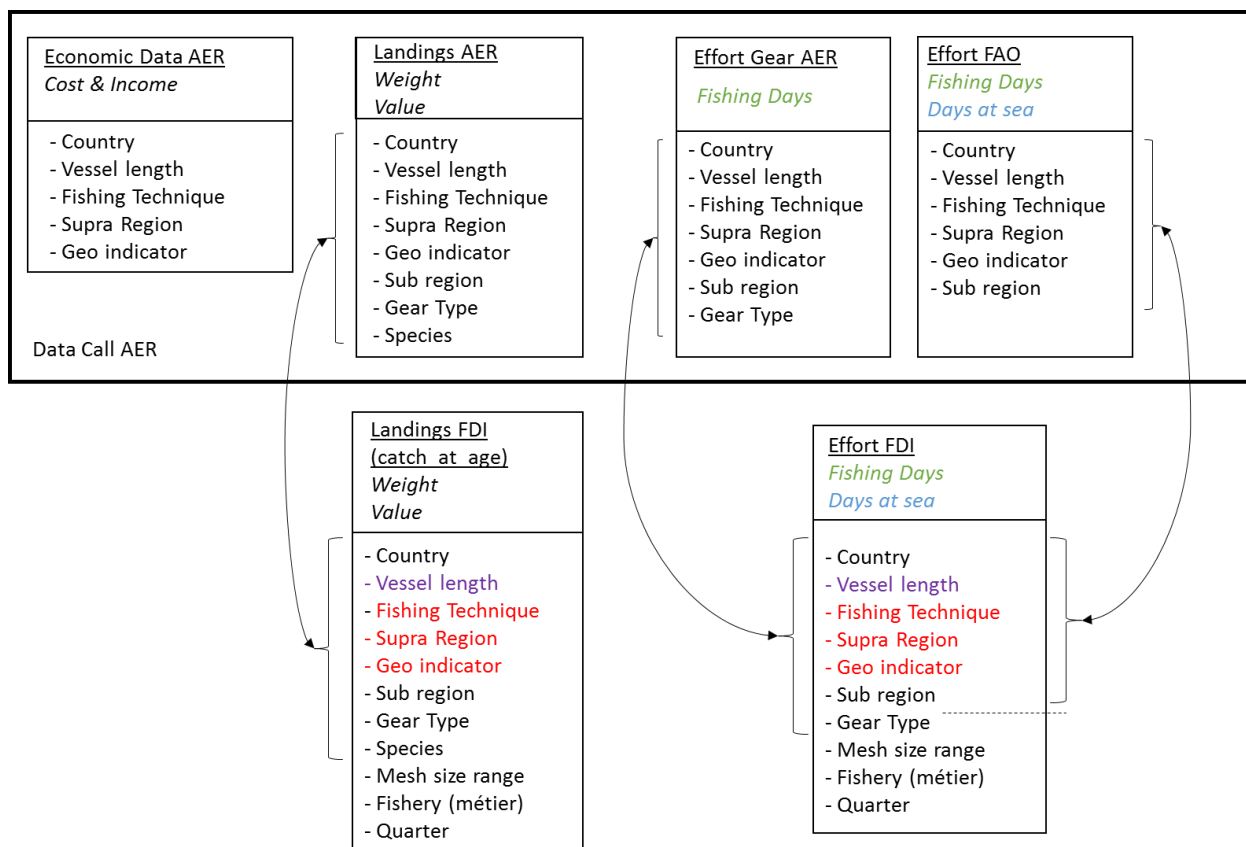 Economic Data AER
Cost & Income
- Country
- Vessel length
- Fishing Technique
- Supra Region
- Geo indicator
Landings AER
Weight
Value
- Country
- Vessel length
- Fishing Technique
- Supra Region
- Geo indicator
- Sub region
- Gear Type
- Species
Effort Gear AER
Fishing Days
- Country
- Vessel length
- Fishing Technique
- Supra Region
- Geo indicator
- Sub region
- Gear Type
Effort FAO
Fishing Days
Days at sea
- Country
- Vessel length
- Fishing Technique
- Supra Region
- Geo indicator
- Sub region
Data Call AER
Landings FDI
(catch_at_age)
Weight
Value
- Country
- Vessel length
- Fishing Technique
- Supra Region
- Geo indicator
- Sub region
- Gear Type
- Species
- Mesh size range
- Fishery (métier)
- Quarter
Effort FDI
Fishing Days
Days at sea
- Country
- Vessel length
- Fishing Technique
- Supra Region
- Geo indicator
- Sub region
- Gear Type
- Mesh size range
- Fishery (métier)
- Quarter